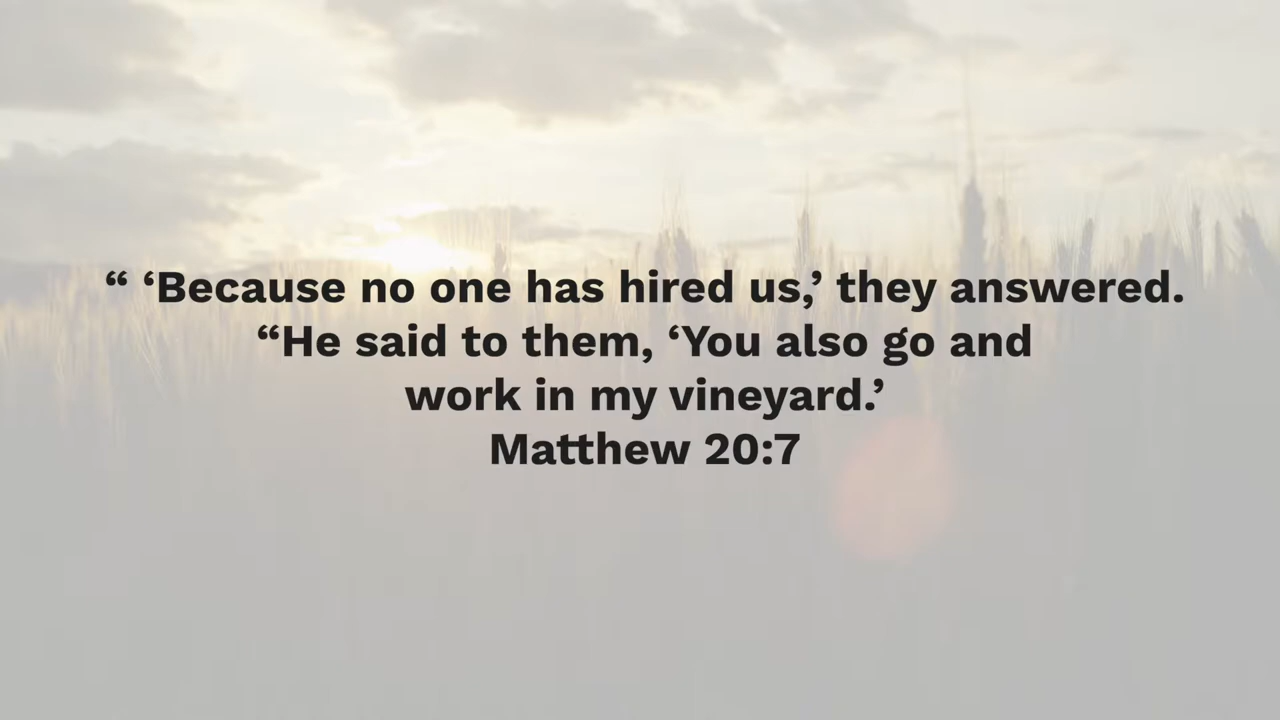 “ ‘Because no one has hired us,’ they answered.
“He said to them, ‘You also go and
work in my vineyard.’
Matthew 20:7